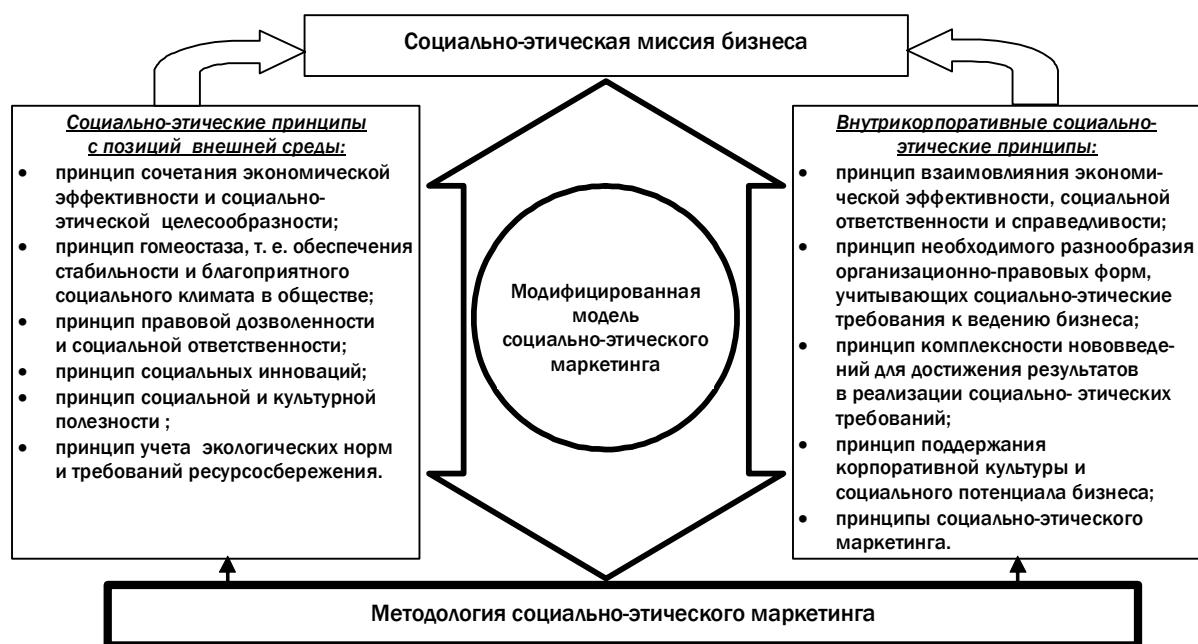 Социально-этическая миссия бизнеса
Социально-этические принципы
с позиций внешней среды:
• принцип сочетания экономической
эффективности и социально-
этической целесообразности;
• принцип гомеостаза, т. е. обеспечения
стабильности и благоприятного
социального климата в обществе;
• принцип правовой дозволенности
и социальной ответственности;
• принцип социальных инноваций;
• принцип социальной и культурной
полезности ;
• принцип учета экологических норм
и требований ресурсосбережения.
Модифицированная
модель
социально-этического
маркетинга
Внутрикорпоративные социально-
этические принципы:
• принцип взаимовлияния экономи-
ческой эффективности, социальной
ответственности и справедливости;
• принцип необходимого разнообразия
организационно-правовых форм,
учитывающих социально-этические
требования к ведению бизнеса;
• принцип комплексности нововведе-
ний для достижения результатов
в реализации социально- этических
требований;
• принцип поддержания
корпоративной культуры и
социального потенциала бизнеса;
• принципы социально-этического
маркетинга.
Методология социально-этического маркетинга